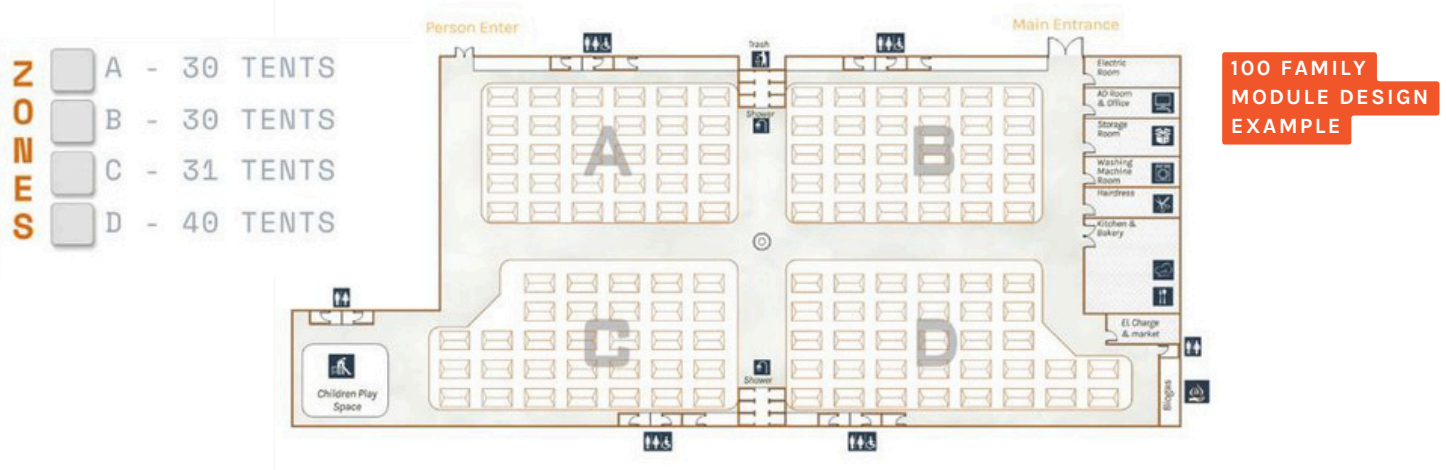 ZONES
A - 30 TENTS
B - 30 TENTS
C - 31 TENTS
D - 40 TENTS
Person Enter
Main Entrance
100 FAMILY
MODULE DESIGN
EXAMPLE
Trash
Shower
A
B
C
D
Electric
Room
AD Room
& Office
Storage
Room
Washing
Machine
Room
Hairdress
Kitchen &
Bakery
El. Charge
& market
Biogas
Children Play
Space
Shower